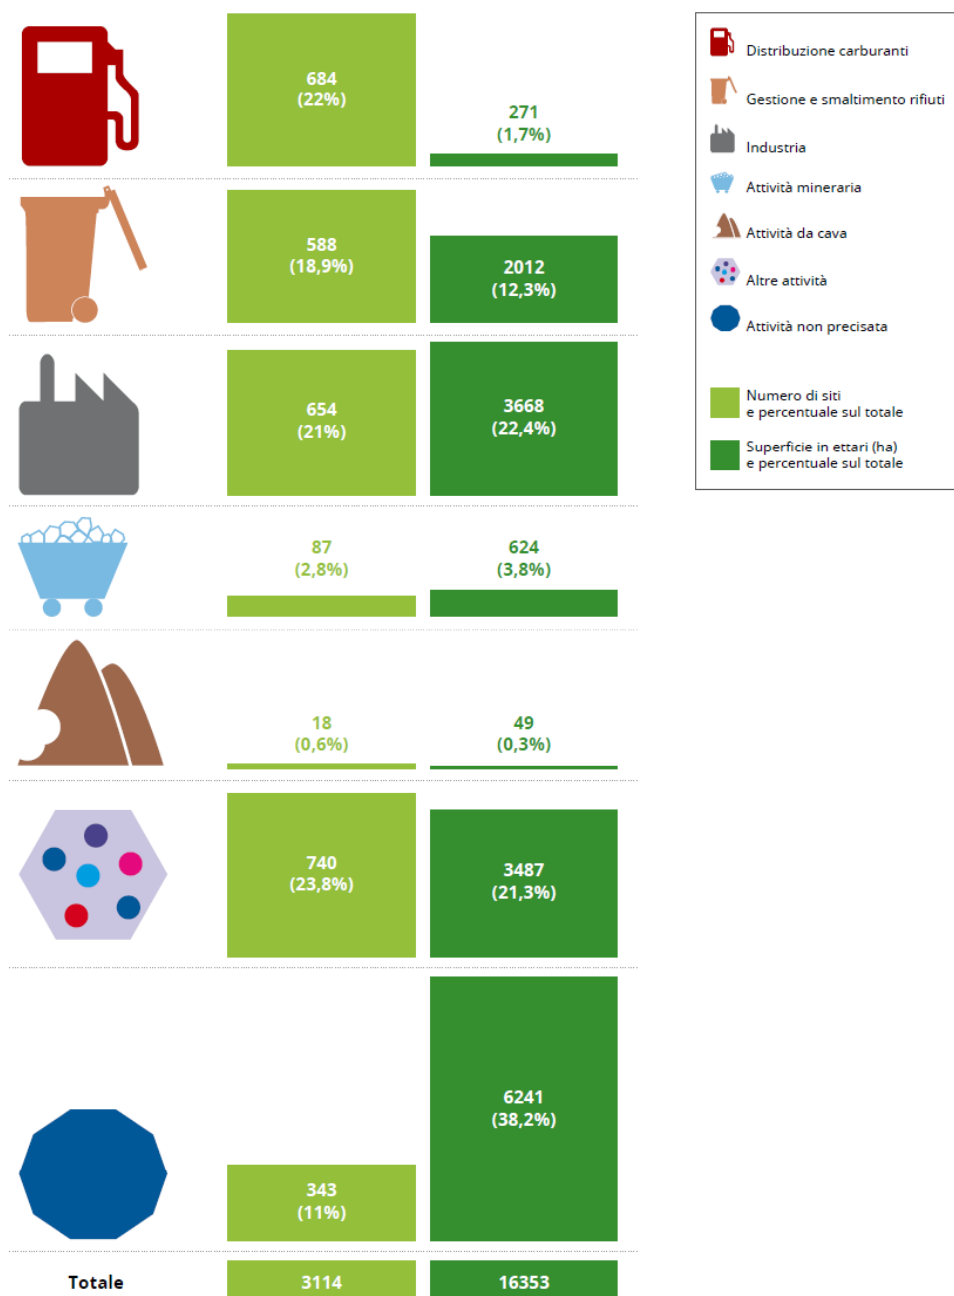 684
(22%)
271
(1,7%)
588
(18,9%)
2012
(12,3%)
654
(21%)
3668
(22,4%)
87
(2,8%)
624
(3,8%)
18
(0,6%)
49
(0,3%)
740
(23,8%)
3487
(21,3%)
6241
(38,2%)
343
(11%)
Totale
3114
16353
Distribuzione carburanti
Gestione e smaltimento rifiuti
Industria
Attività mineraria
Attività da cava
Altre attività
Attività non precisata
Numero di siti
e percentuale sul totale
Superficie in ettari (ha)
e percentuale sul totale